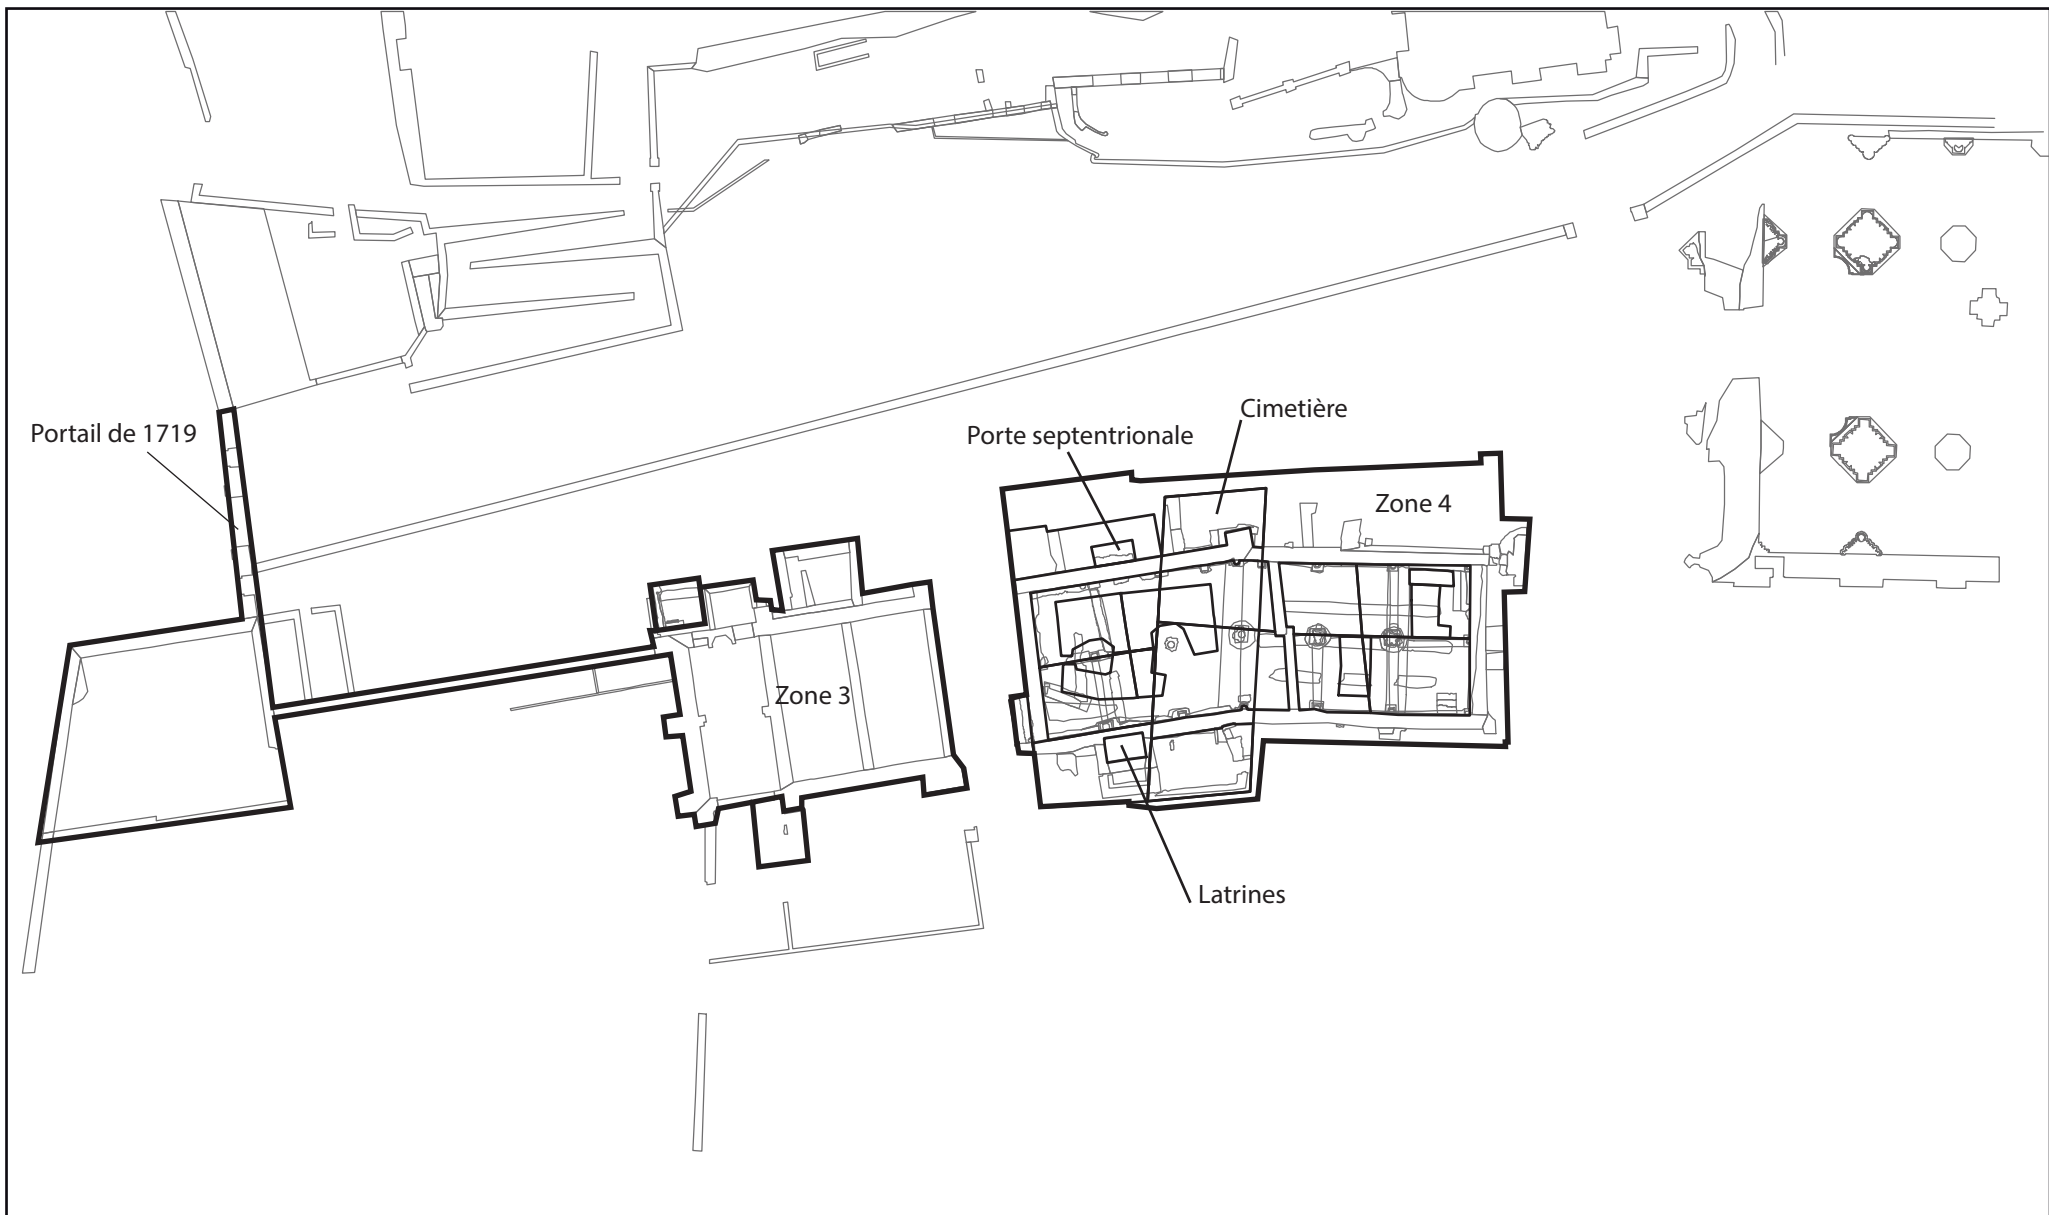 Cimetière
Portail de 1719
Porte septentrionale
Zone 4
Zone 3
Latrines